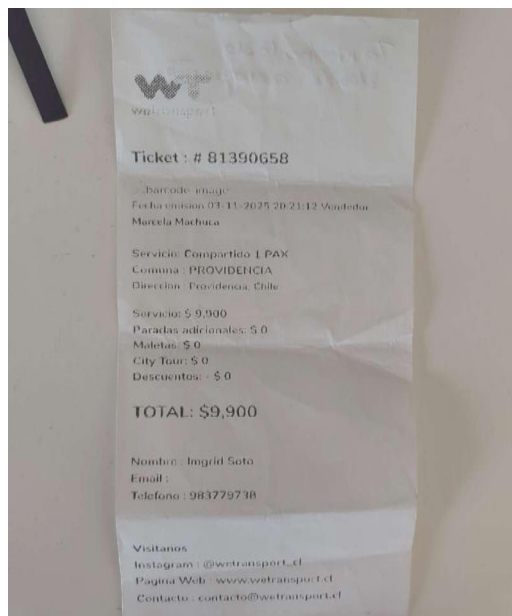 WT
wetransport
Ticket : # 81390658
barcode image
Fecha emision 03-11-2025 20:21:12 Vendedor
Marcela Machuca
Servicio: Compartido 1 PAX
Comuna : PROVIDENCIA
Direccion : Providencia, Chile
Servicio: $ 9,900
Paradas adicionales: $ 0
Maletas: $ 0
City Tour: $ 0
Descuentos: - $ 0
TOTAL: $9,900
Nombre : Imgrid Soto
Email :
Telefono : 983779738
Visitanos
Instagram : @wetransport_cl
Pagina Web : www.wetransport.cl
Contacto : contacto@wetransport.cl